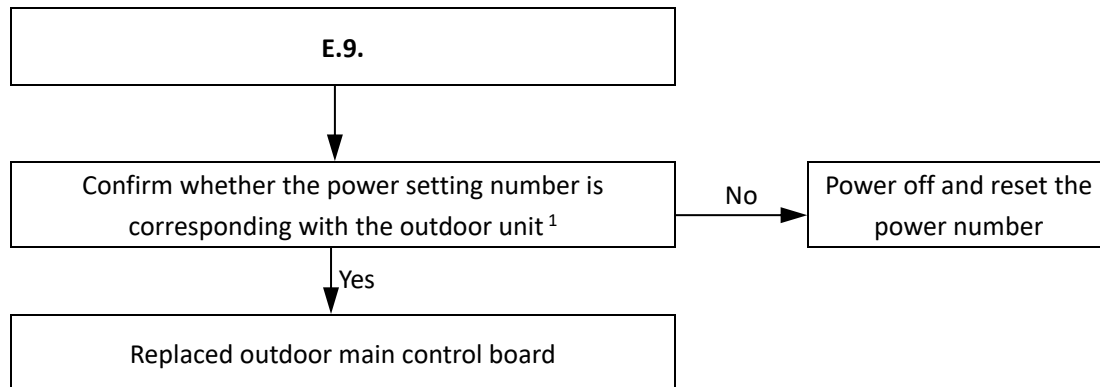 E.9.
Confirm whether the power setting number is
corresponding with the outdoor unit 1
No
Power off and reset the
power number
Yes
Replaced outdoor main control board